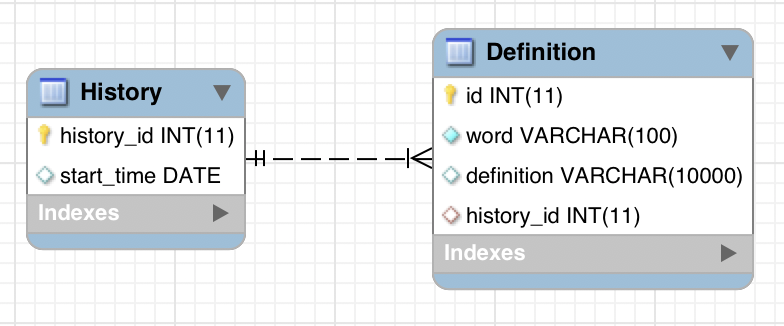 History
history_id INT(11)
start_time DATE
Indexes
Definition
id INT(11)
word VARCHAR(100)
definition VARCHAR(10000)
history_id INT(11)
Indexes